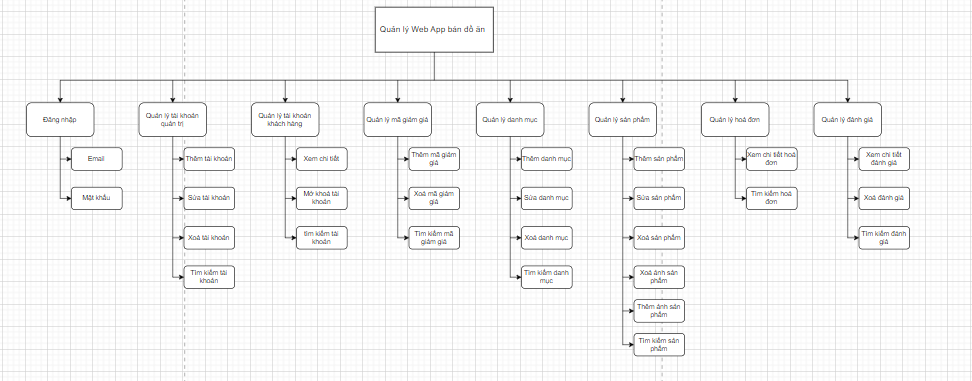 Quản lý Web App bán đồ ăn
Đăng nhập
Email
Mật khẩu
Quản lý tài khoản
quản trị
Thêm tài khoản
Sửa tài khoản
Xoá tài khoản
Tìm kiếm tài
khoản
Quản lý tài khoản
khách hàng
Xem chi tiết
Mở khoá tài
khoản
tìm kiếm tài
khoản
Quản lý mã giảm giá
Thêm mã giảm
giá
Xoá mã giảm
giá
Tìm kiếm mã
giảm giá
Quản lý danh mục
Thêm danh mục
Sửa danh mục
Xoá danh mục
Tìm kiếm danh
mục
Quản lý sản phẩm
Thêm sản phẩm
Sửa sản phẩm
Xoá sản phẩm
Xoá ảnh sản
phẩm
Thêm ảnh sản
phẩm
Tìm kiếm sản
phẩm
Quản lý hoá đơn
Xem chi tiết hoá
đơn
Tìm kiếm hoá
đơn
Quản lý đánh giá
Xem chi tiết
đánh giá
Xoá đánh giá
Tìm kiếm đánh
giá